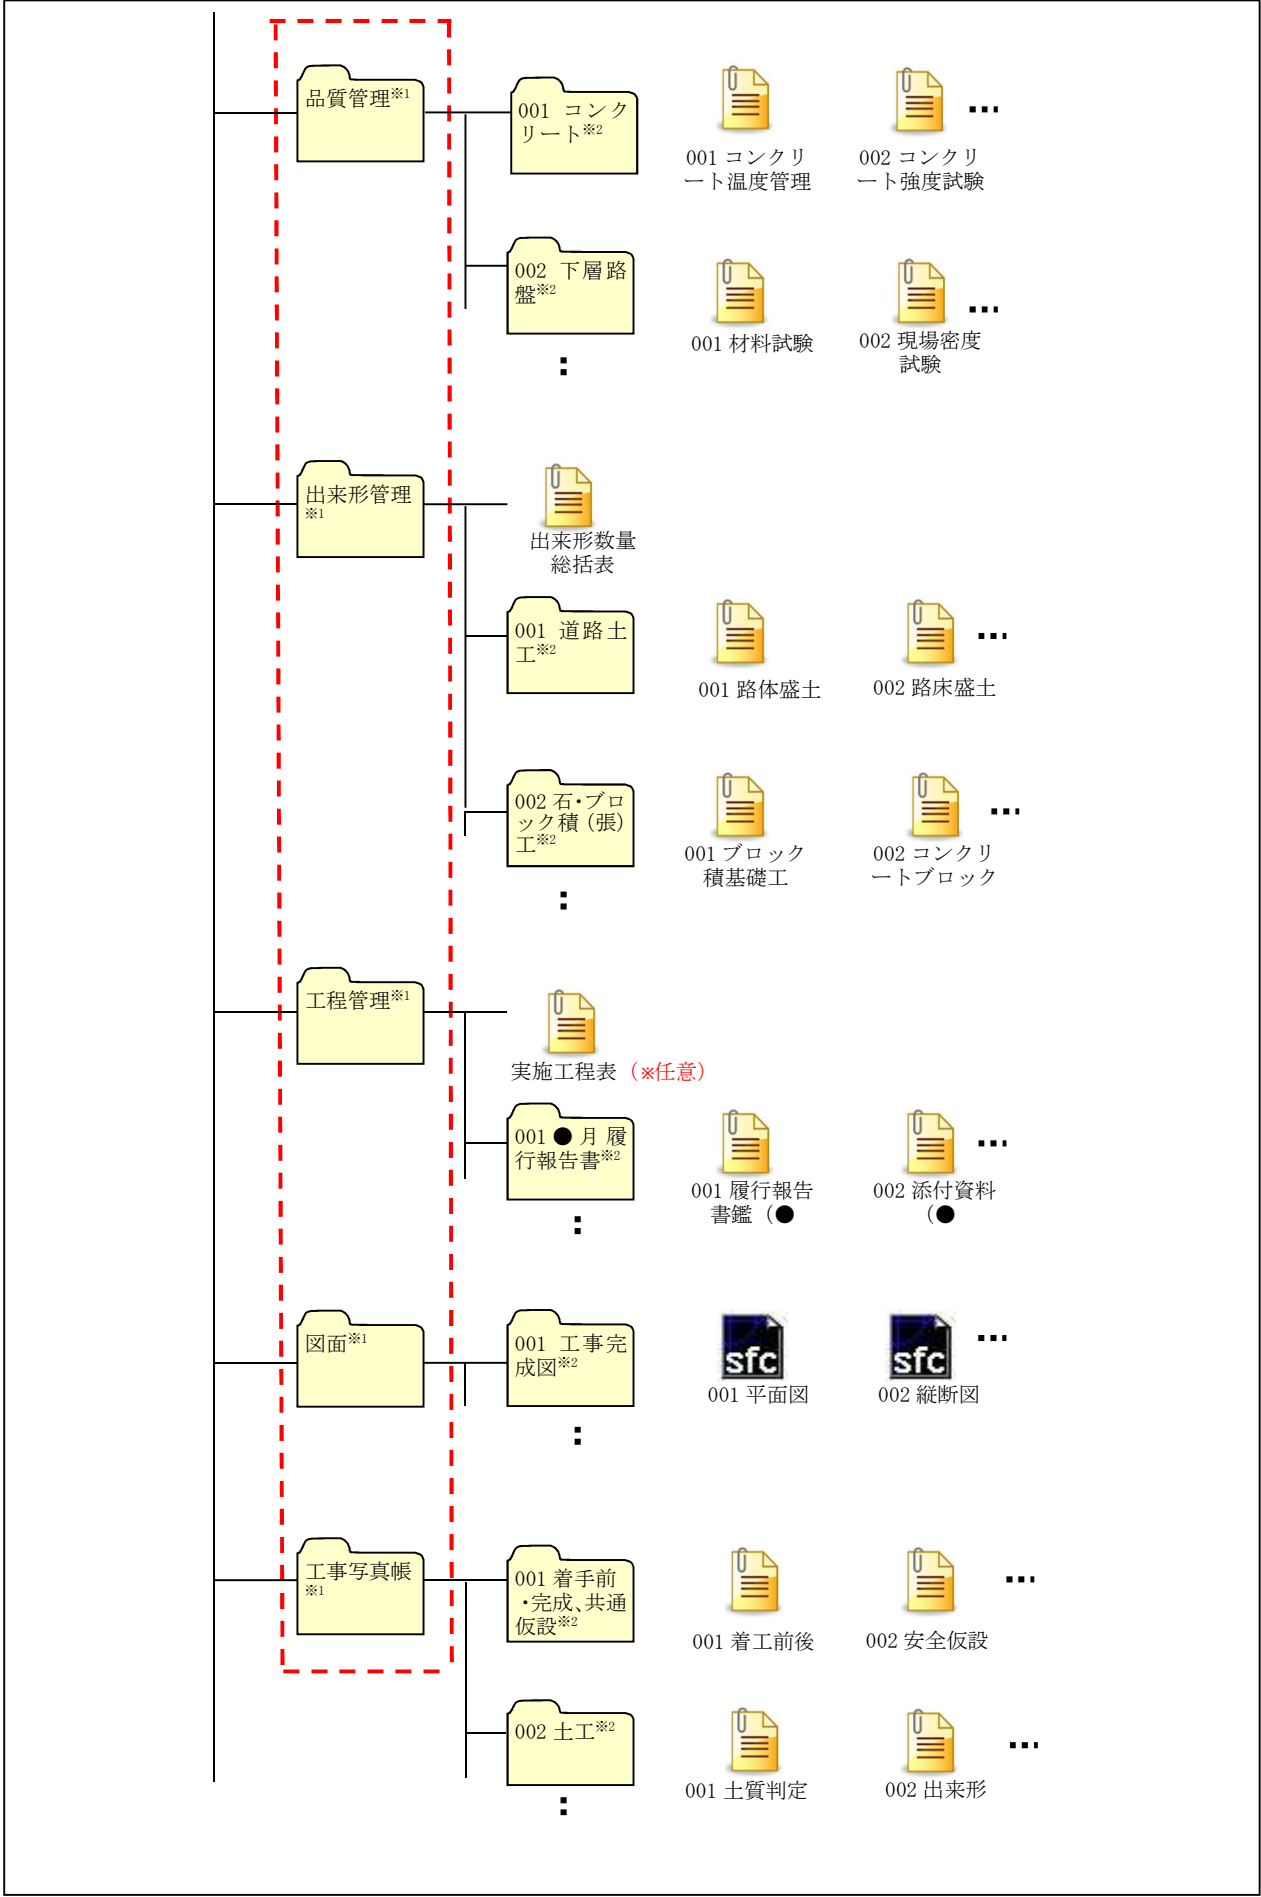 品質管理※1
001 コンク
リート※2
001 コンクリ
ート温度管理
002 コンクリ
ート強度試験
…
002 下層路
盤※2
001 材料試験
002 現場密度
試験
…
：
出来形管理
※1
出来形数量
総括表
001 道路土
工※2
001 路体盛土
002 路床盛土
…
002 石・ブロ
ック積（張）
工※2
001 ブロック
積基礎工
002 コンクリ
ートブロック
…
：
工程管理※1
実施工程表（※任意）
001 ● 月 履
行報告書※2
001 履行報告
書鑑（●
002 添付資料
（●
…
：
図面※1
001 工事完
成図※2
sfc
001 平面図
sfc
002 縦断図
…
：
工事写真帳
※1
001 着手前
・完成、共通
仮設※2
001 着工前後
002 安全仮設
…
002 土工※2
001 土質判定
002 出来形
…
：